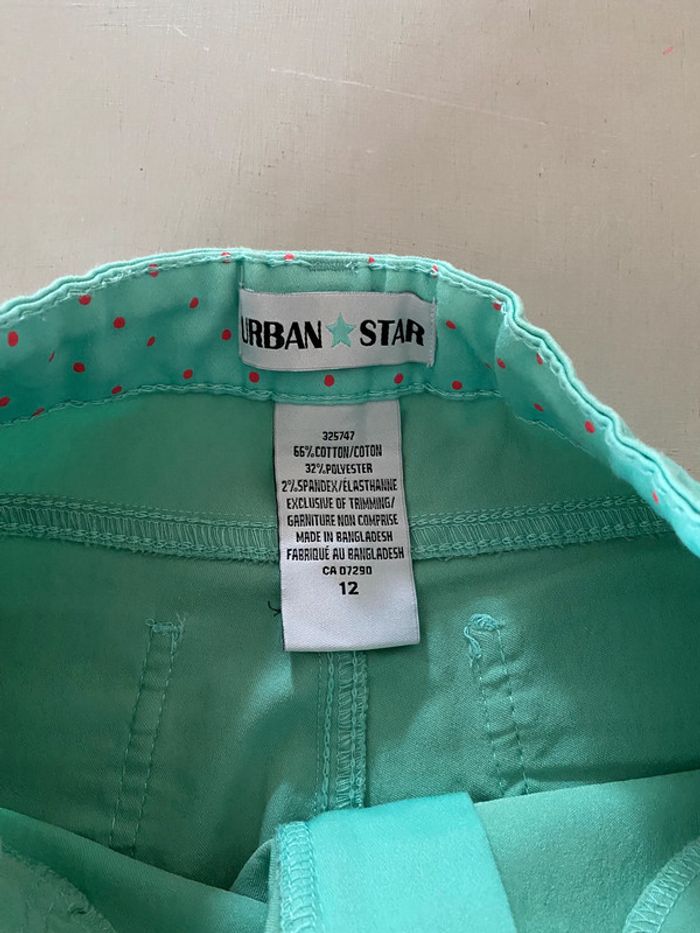 URBAN STAR
325747
66%COTTON/COTON
32%POLYESTER
2%SPANDEX/ÉLASTHANNE
EXCLUSIVE OF TRIMMING/
GARNITURE NON COMPRISE
MADE IN BANGLADESH
FABRIQUÉ AU BANGLADESH
CA 07290
12